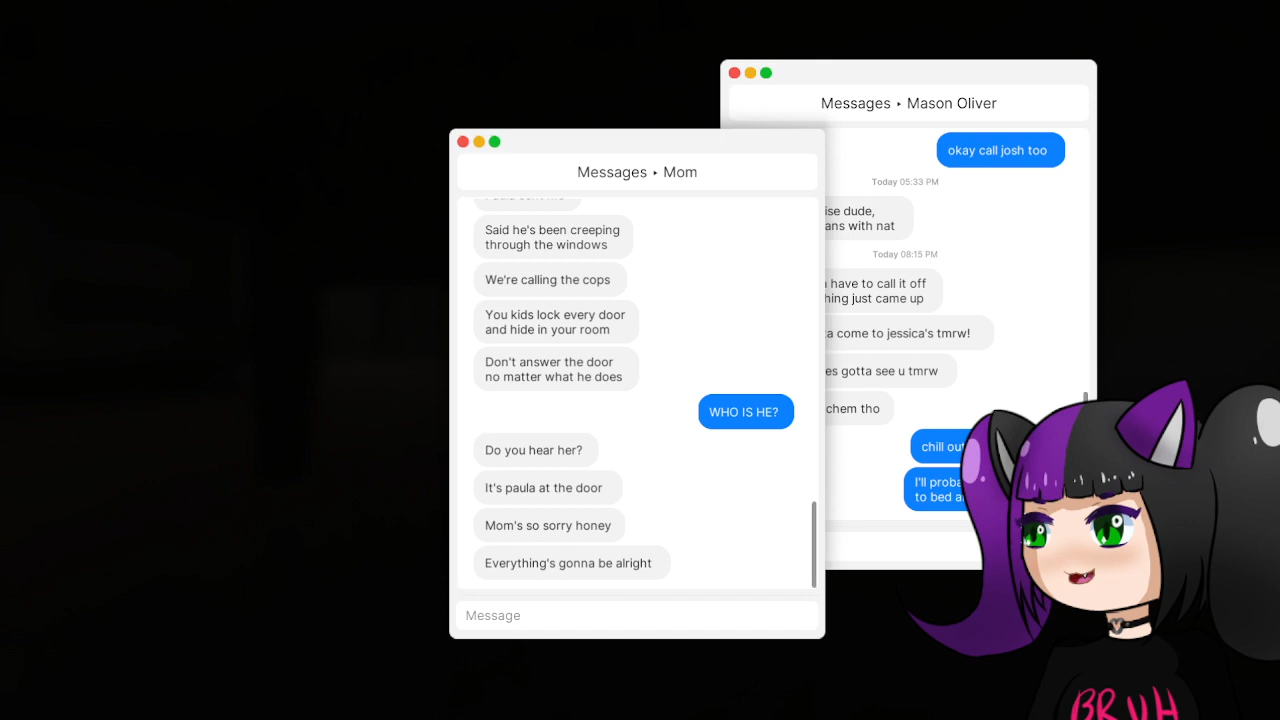 Messages ▸ Mason Oliver
okay call josh too
Today 05:33 PM
dude,
with nat
Today 08:15 PM
have to call it off
just came up
come to jessica's tmrw!
gotta see u tmrw
tho
chill
I'll
to bed
Messages ▸ Mom
Said he's been creeping
through the windows
We're calling the cops
You kids lock every door
and hide in your room
Don't answer the door
no matter what he does
WHO IS HE?
Do you hear her?
It's paula at the door
Mom's so sorry honey
Everything's gonna be alright
Message
BRUH